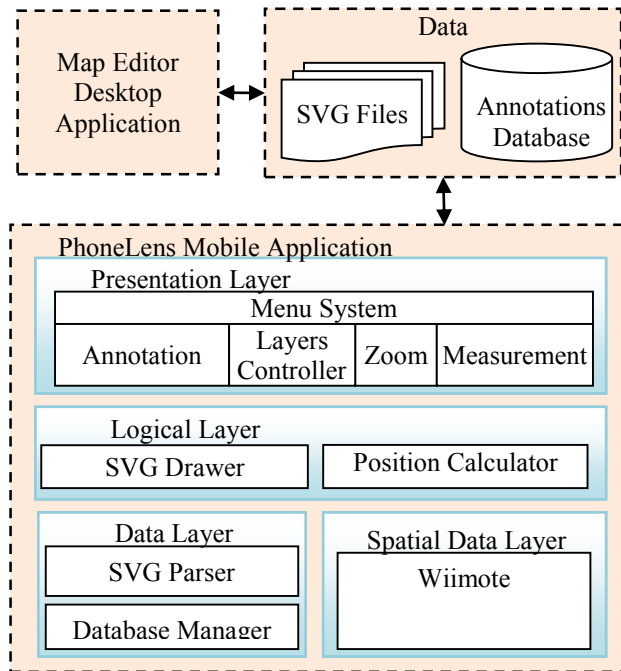 Map Editor
Desktop
Application
Data
SVG Files
Annotations
Database
PhoneLens Mobile Application
Presentation Layer
Menu System
Annotation
Layers
Controller
Zoom
Measurement
Logical Layer
SVG Drawer
Position Calculator
Data Layer
SVG Parser
Database Manager
Spatial Data Layer
Wiimote